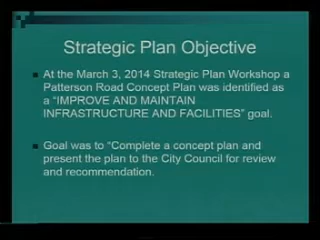 Strategic Plan Objective
At the March 3, 2014 Strategic Plan Workshop a
Patterson Road Concept Plan was identified as
a “IMPROVE AND MAINTAIN
INFRASTRUCTURE AND FACILITIES” goal.
Goal was to “Complete a concept plan and
present the plan to the City Council for review
and recommendation.